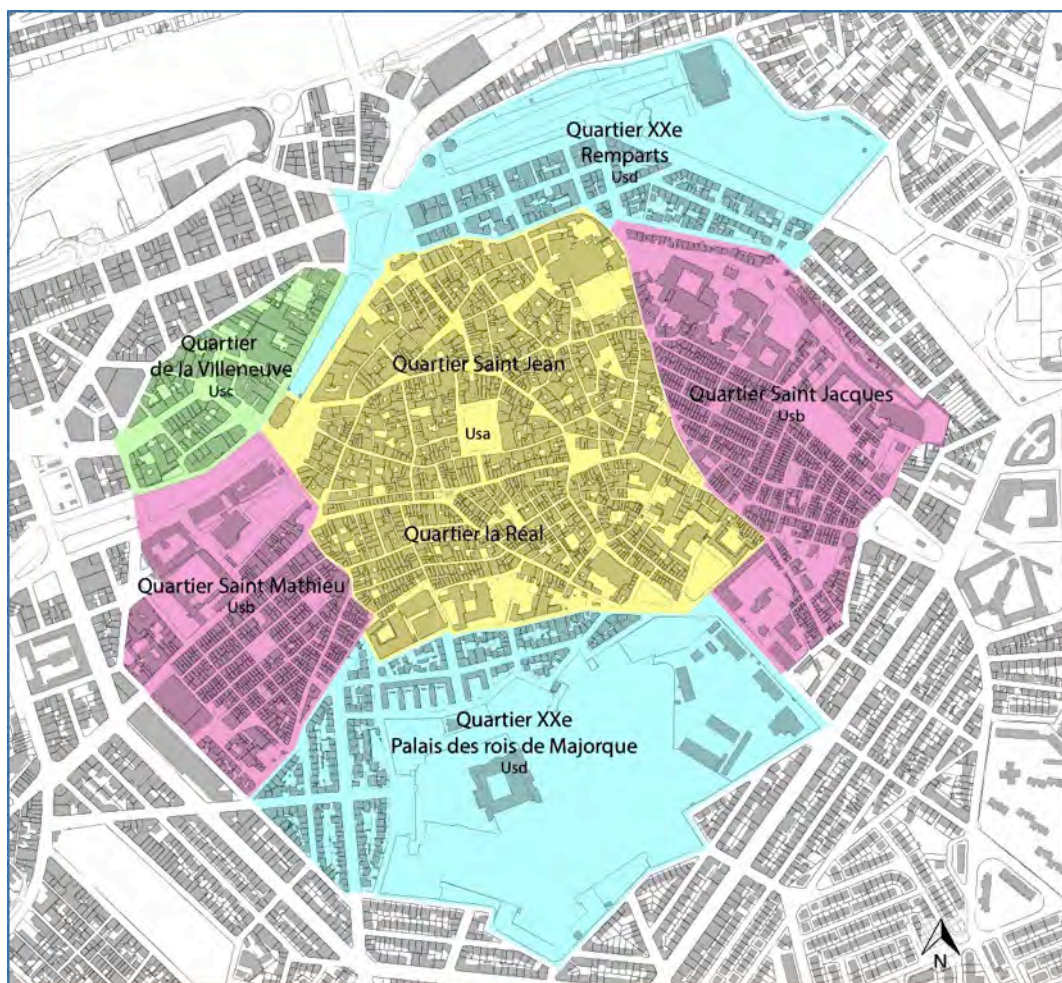 Quartier XXe
Remparts
Usd
Quartier
de la Villeneuve
Usc
Quartier Saint Jean
Quartier Saint Jacques
Usb
Usa
Quartier la Réal
Quartier Saint Mathieu
Usb
Quartier XXe
Palais des rois de Majorque
Usd
N